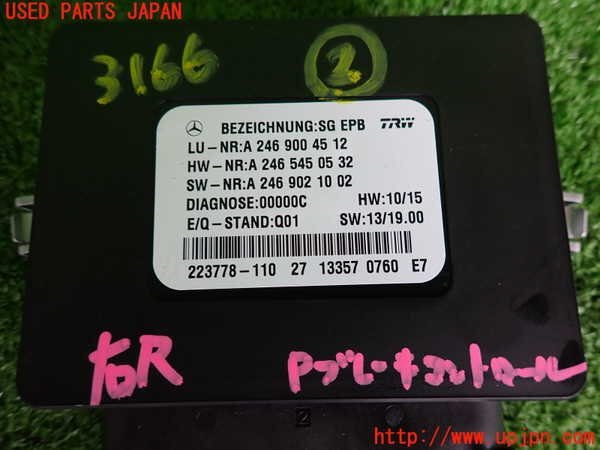 USED PARTS JAPAN
3166 ②
BEZEICHNUNG:SG EPB TRW
LU-NR:A 246 900 45 12
HW-NR:A 246 545 05 32
SW-NR:A 246 902 10 02
DIAGNOSE:00000C HW:10/15
E/Q-STAND:Q01 SW:13/19.00
223778-110 27 13357 0760 E7
右R Pブレーキコントロール
http://www.upjpn.com/